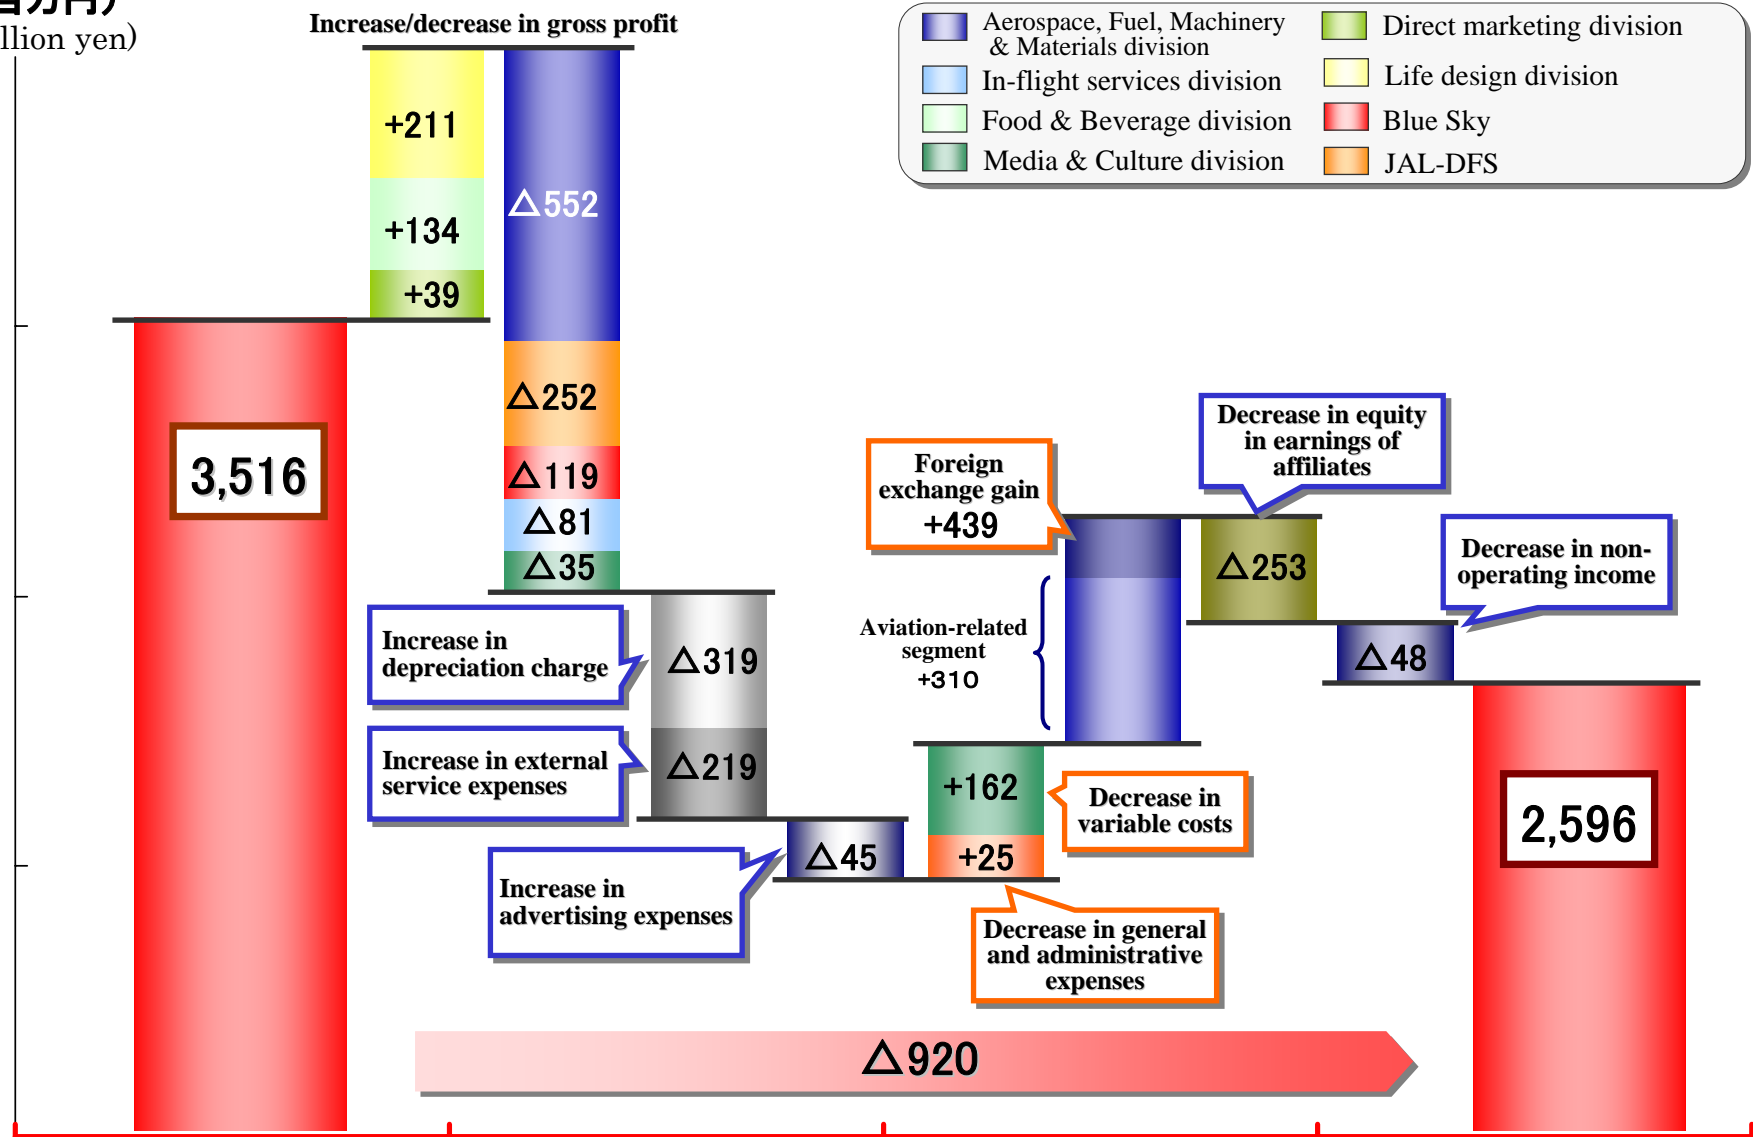 百万円)
llion yen)
Increase/decrease in gross profit
Aerospace, Fuel, Machinery
& Materials division
In-flight services division
Food & Beverage division
Media & Culture division
Direct marketing division
Life design division
Blue Sky
JAL-DFS
+211
+134
+39
△552
△252
△119
△81
△35
3,516
Increase in
depreciation charge
△319
Increase in external
service expenses
△219
Increase in
advertising expenses
△45
+162
+25
Decrease in
variable costs
Decrease in general
and administrative
expenses
Foreign
exchange gain
+439
Aviation-related
segment
+310
Decrease in equity
in earnings of
affiliates
△253
Decrease in non-
operating income
△48
2,596
△920